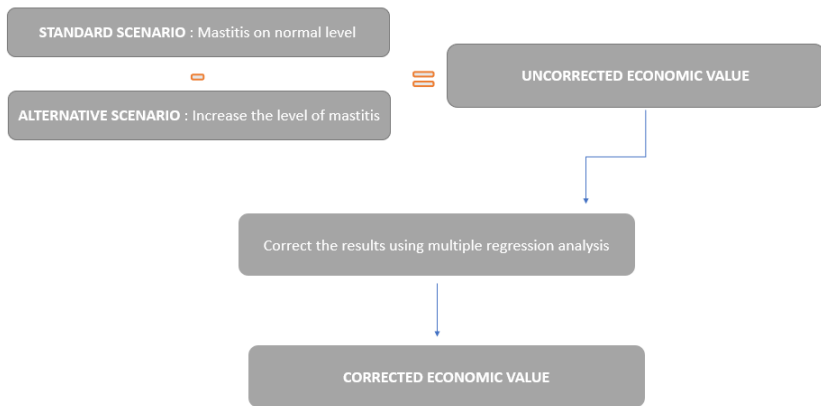 STANDARD SCENARIO : Mastitis on normal level
ALTERNATIVE SCENARIO : Increase the level of mastitis
UNCORRECTED ECONOMIC VALUE
Correct the results using multiple regression analysis
CORRECTED ECONOMIC VALUE